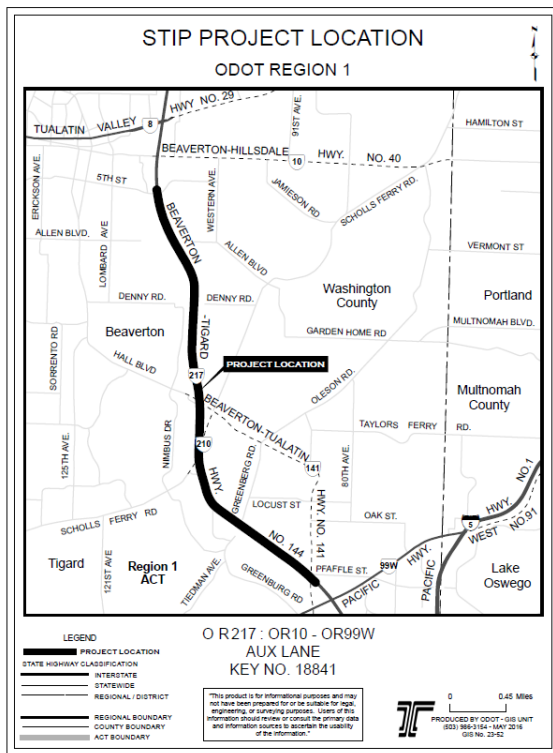 STIP PROJECT LOCATION
ODOT REGION 1
N
HWY NO. 29
TUALATIN VALLEY
8
91ST AVE.
HAMILTON ST
BEAVERTON-HILLSDALE HWY. NO. 40
10
ERICKSON AVE.
5TH ST
WESTERN AVE.
JAMIESON RD
SCHOLLS FERRY RD.
BEAVERTON
LOMBARD AVE
ALLEN BLVD.
ALLEN BLVD
VERMONT ST
Washington
County
Portland
DENNY RD.
DENNY RD.
MULTNOMAH BLVD.
GARDEN HOME RD
Beaverton
-TIGARD
SORRENTO RD
HALL BLVD
PROJECT LOCATION
217
OLESON RD.
Multnomah
County
BEAVERTON-TUALATIN
TAYLORS FERRY RD.
125TH AVE.
NIMBUS DR
210
141
80TH AVE.
HWY.
GREENBERG RD.
HWY. NO. 141
HWY. NO.1
LOCUST ST
OAK ST.
5
WEST NO.91
SCHOLLS FERRY RD
NO. 144
HWY.
99W
PFAFFLE ST.
Tigard
121ST AVE.
Region 1
ACT
TIEDMAN AVE.
GREENBURG RD
PACIFIC
PACIFIC
Lake
Oswego
LEGEND
PROJECT LOCATION
STATE HIGHWAY CLASSIFICATION
INTERSTATE
STATEWIDE
REGIONAL / DISTRICT
REGIONAL BOUNDARY
COUNTY BOUNDARY
ACT BOUNDARY
O R217 : OR10 - OR99W
AUX LANE
KEY NO. 18841
"This product is for informational purposes and may
not have been prepared for or be suitable for legal,
engineering, or surveying purposes. Users of this
information should review or consult the primary data
and information sources to ascertain the usability
of the information."
0 0.45 Miles
PRODUCED BY ODOT - GIS UNIT
(503) 986-3154 - MAY 2016
GIS No. 23-52